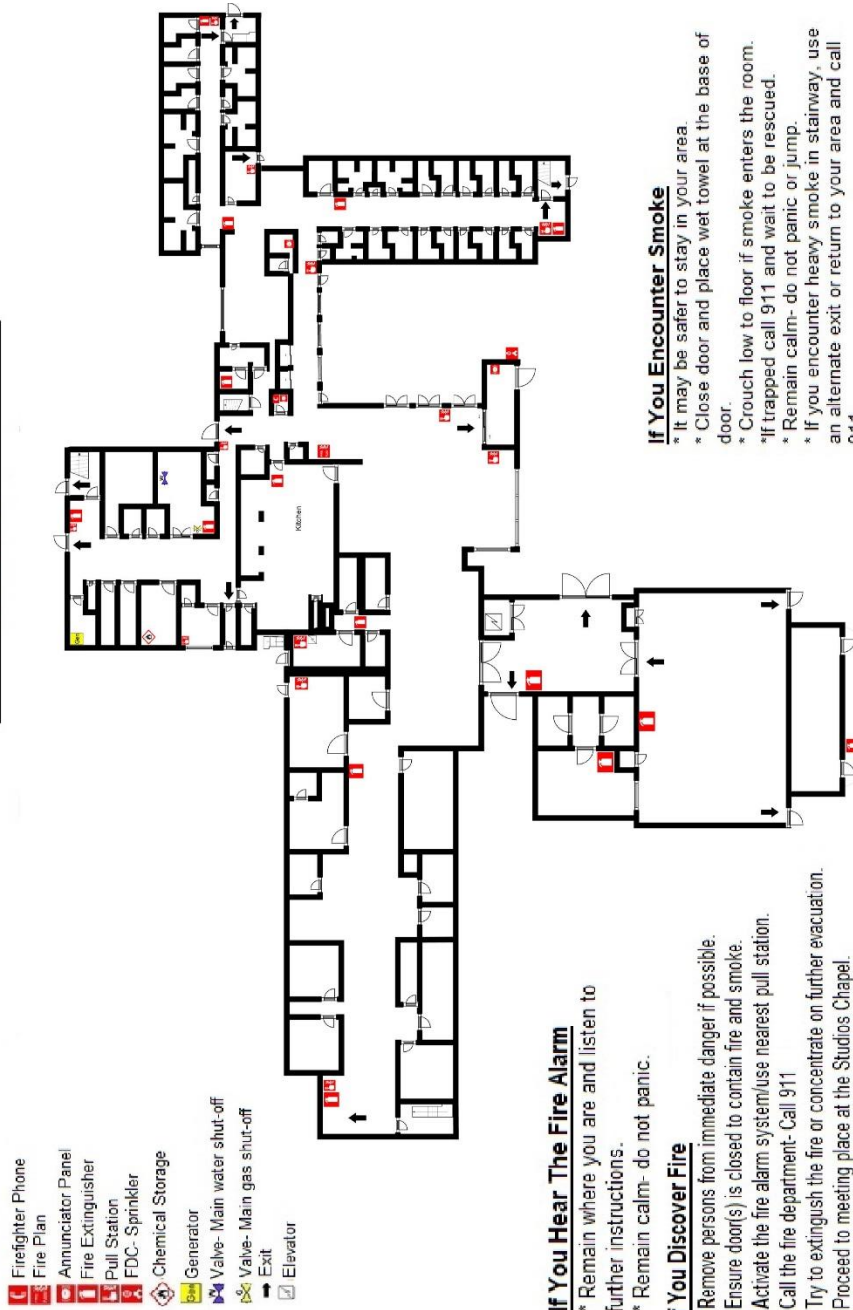 Firefighter Phone
Fire Plan
Annunciator Panel
Fire Extinguisher
Pull Station
FDC- Sprinkler
Chemical Storage
Gen Generator
Valve- Main water shut-off
Valve- Main gas shut-off
Exit
Elevator
Gen
Kitchen
If You Hear The Fire Alarm
* Remain where you are and listen to
further instructions.
* Remain calm- do not panic.
You Discover Fire
Remove persons from immediate danger if possible.
Ensure door(s) is closed to contain fire and smoke.
Activate the fire alarm system/use nearest pull station.
Call the fire department- Call 911
Try to extinguish the fire or concentrate on further evacuation.
Proceed to meeting place at the Studios Chapel.
If You Encounter Smoke
* It may be safer to stay in your area.
* Close door and place wet towel at the base of
door.
* Crouch low to floor if smoke enters the room.
*If trapped call 911 and wait to be rescued.
* Remain calm- do not panic or jump.
* If you encounter heavy smoke in stairway, use
an alternate exit or return to your area and call